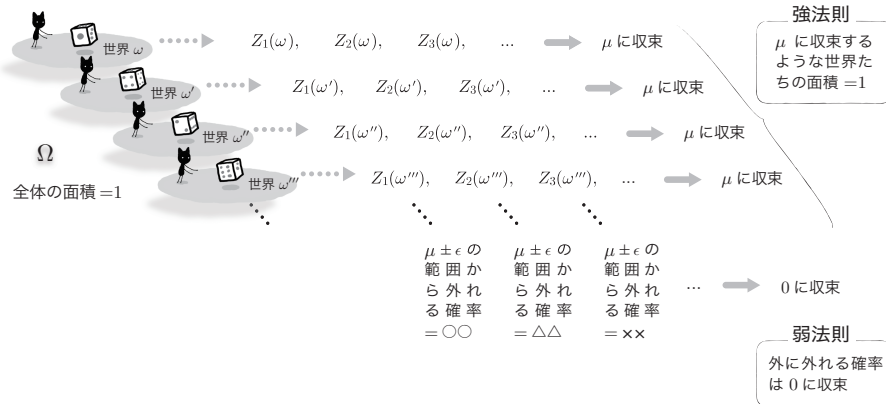 世界 ω
Z₁(ω), Z₂(ω), Z₃(ω), ... μ に収束
世界 ω′
Z₁(ω′), Z₂(ω′), Z₃(ω′), ... μ に収束
世界 ω″
Z₁(ω″), Z₂(ω″), Z₃(ω″), ... μ に収束
世界 ω‴
Z₁(ω‴), Z₂(ω‴), Z₃(ω‴), ... μ に収束
Ω
全体の面積 =1
強法則
μ に収束する
ような世界た
ちの面積 =1
μ ± ϵ の
範囲か
ら外れ
る確率
= ○○
μ ± ϵ の
範囲か
ら外れ
る確率
= △△
μ ± ϵ の
範囲か
ら外れ
る確率
= ××
... 0 に収束
弱法則
外に外れる確率
は 0 に収束